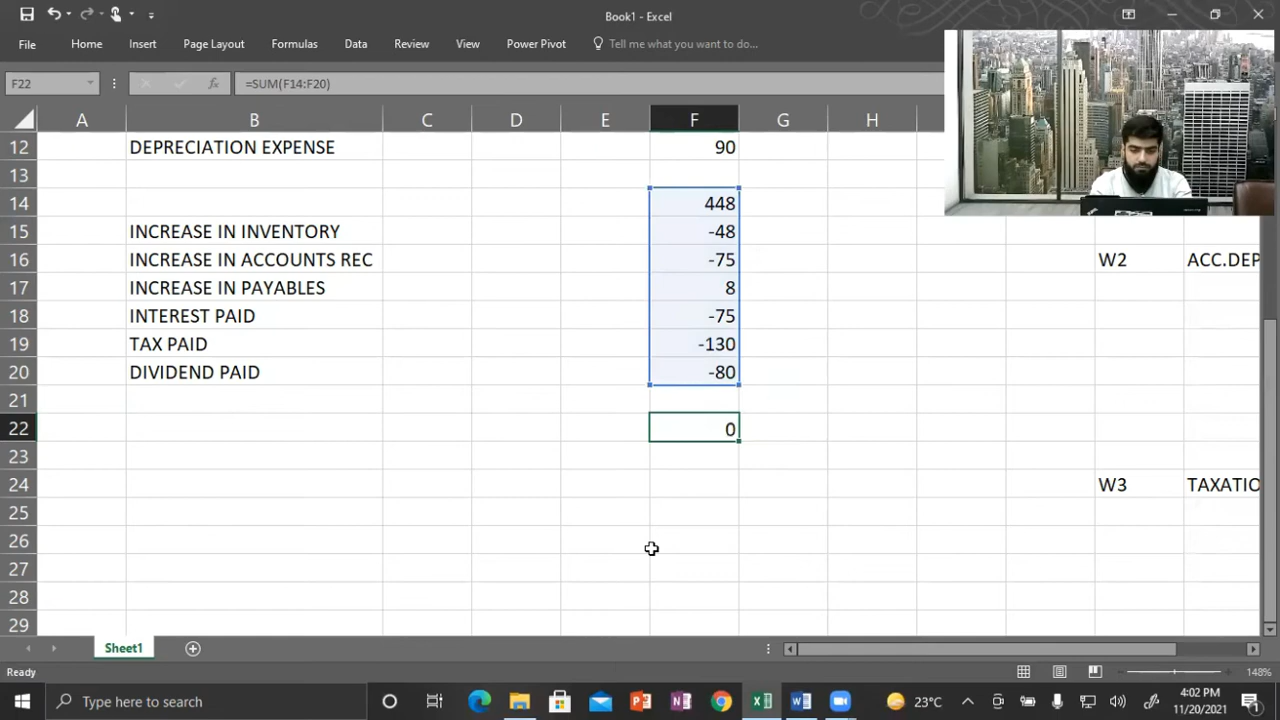 Book1 - Excel
File Home Insert Page Layout Formulas Data Review View Power Pivot Tell me what you want to do...
F22 fx =SUM(F14:F20)
A B C D E F G H
12 DEPRECIATION EXPENSE 90
13
14 448
15 INCREASE IN INVENTORY -48
16 INCREASE IN ACCOUNTS REC -75 W2 ACC.DEP
17 INCREASE IN PAYABLES 8
18 INTEREST PAID -75
19 TAX PAID -130
20 DIVIDEND PAID -80
21
22 0
23
24 W3 TAXATIO
25
26
27
28
29
Sheet1
Ready 148%
Type here to search 23°C 4:02 PM
11/20/2021 1